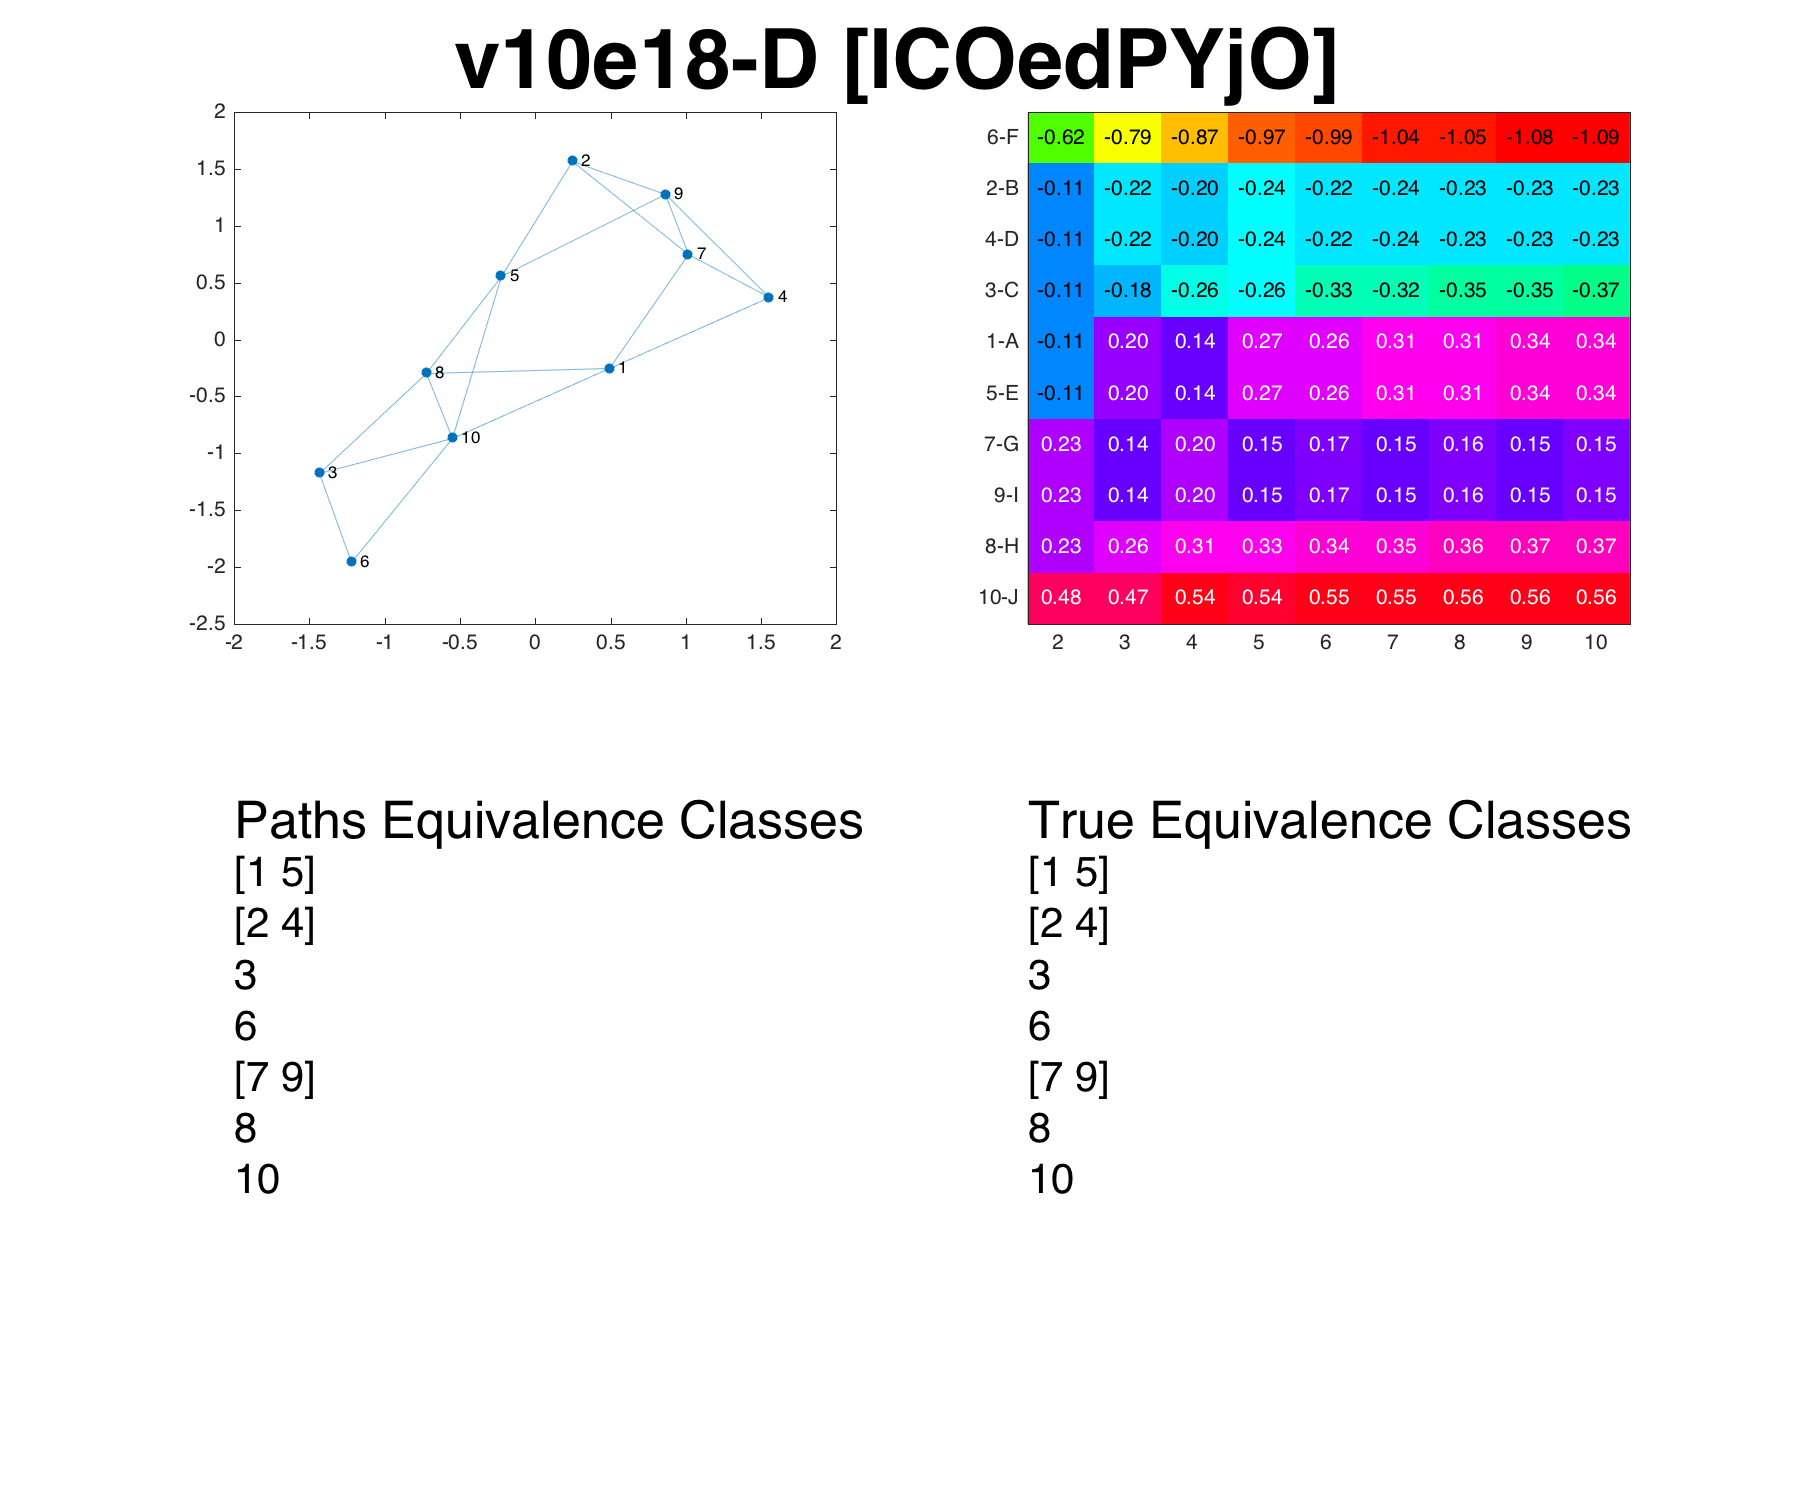 v10e18-D [ICOedPYjO]
2
1.5
1
0.5
0
-0.5
-1
-1.5
-2
-2.5
-2 -1.5 -1 -0.5 0 0.5 1 1.5 2
2
9
7
5
4
8
1
10
3
6
6-F -0.62 -0.79 -0.87 -0.97 -0.99 -1.04 -1.05 -1.08 -1.09
2-B -0.11 -0.22 -0.20 -0.24 -0.22 -0.24 -0.23 -0.23 -0.23
4-D -0.11 -0.22 -0.20 -0.24 -0.22 -0.24 -0.23 -0.23 -0.23
3-C -0.11 -0.18 -0.26 -0.26 -0.33 -0.32 -0.35 -0.35 -0.37
1-A -0.11 0.20 0.14 0.27 0.26 0.31 0.31 0.34 0.34
5-E -0.11 0.20 0.14 0.27 0.26 0.31 0.31 0.34 0.34
7-G 0.23 0.14 0.20 0.15 0.17 0.15 0.16 0.15 0.15
9-I 0.23 0.14 0.20 0.15 0.17 0.15 0.16 0.15 0.15
8-H 0.23 0.26 0.31 0.33 0.34 0.35 0.36 0.37 0.37
10-J 0.48 0.47 0.54 0.54 0.55 0.55 0.56 0.56 0.56
2 3 4 5 6 7 8 9 10
Paths Equivalence Classes
[1 5]
[2 4]
3
6
[7 9]
8
10
True Equivalence Classes
[1 5]
[2 4]
3
6
[7 9]
8
10